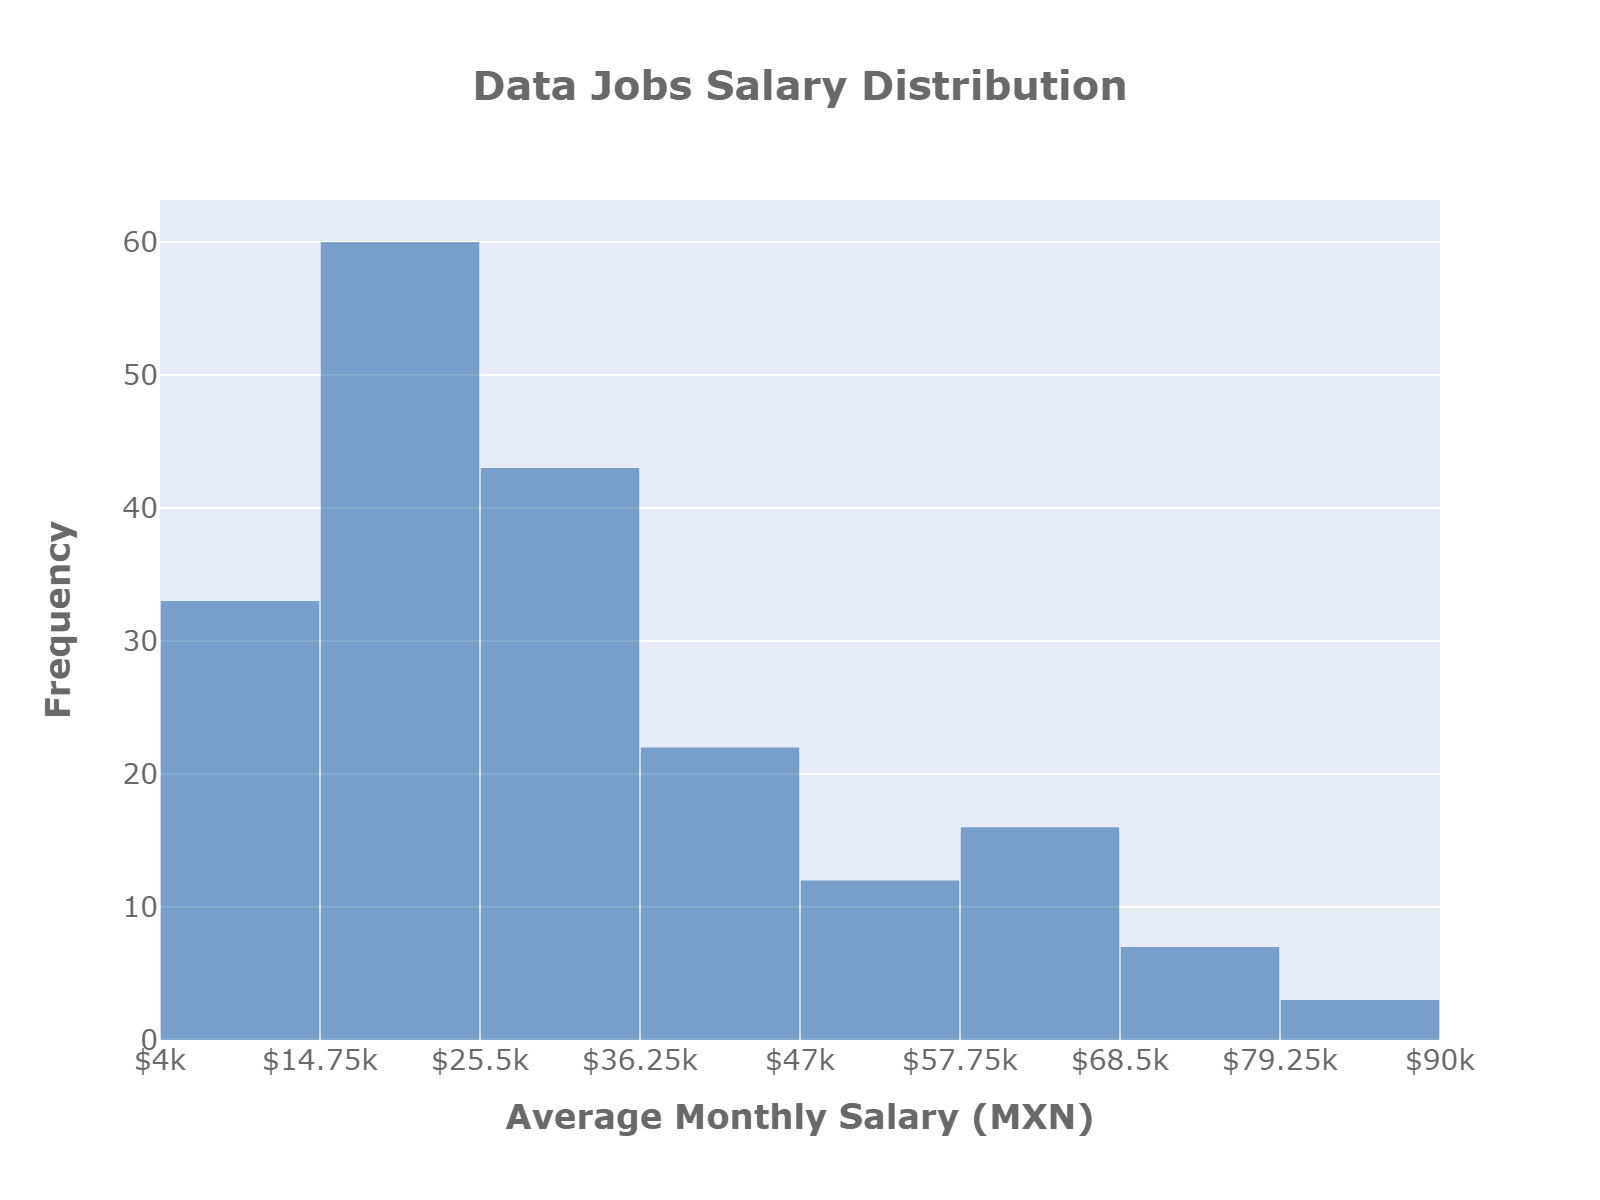 Data Jobs Salary Distribution
Frequency
60
50
40
30
20
10
0
$4k $14.75k $25.5k $36.25k $47k $57.75k $68.5k $79.25k $90k
Average Monthly Salary (MXN)